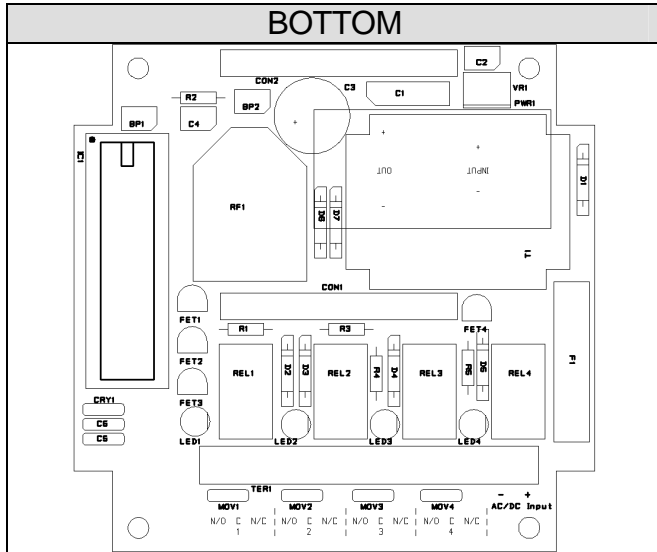 BOTTOM
CON2
C2
C3
C1
VR1
PWR1
R2
BP2
BP1
C4
IC1
+
+
+
OUT
INPUT
-
-
D1
RF1
D6
D7
T1
CON1
FET1
FET4
R1
R3
FET2
D2
D3
D4
D5
F1
REL1
REL2
R4
REL3
R5
REL4
FET3
CRY1
C6
C5
LED1
LED2
LED3
LED4
TER1
MOV1
MOV2
MOV3
MOV4
- +
AC/DC Input
N/O C N/C N/O C N/C N/O C N/C N/O C N/C
1 2 3 4